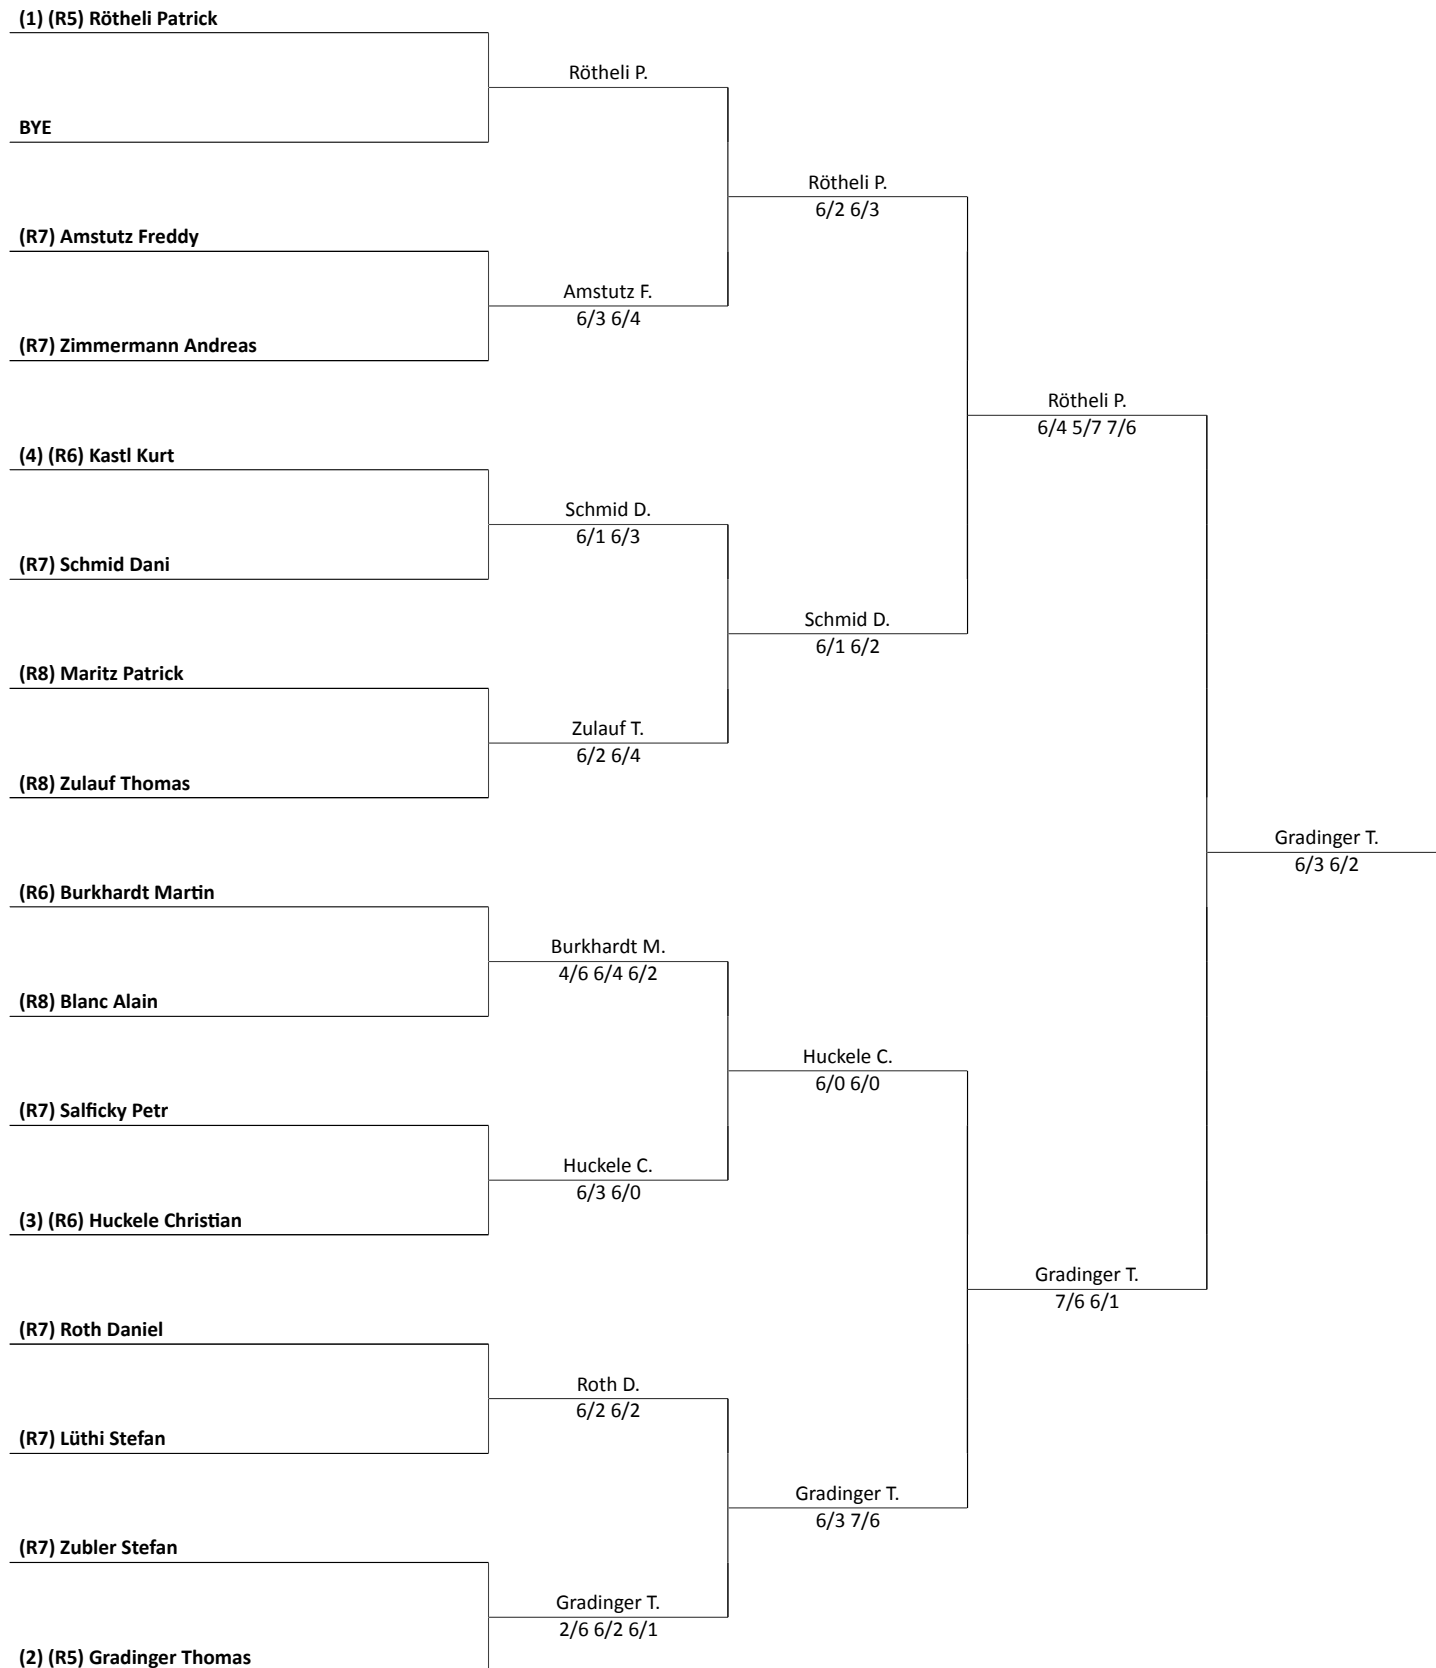 (1) (R5) Rötheli Patrick
Rötheli P.
BYE
Rötheli P.
6/2 6/3
(R7) Amstutz Freddy
Amstutz F.
6/3 6/4
(R7) Zimmermann Andreas
Rötheli P.
6/4 5/7 7/6
(4) (R6) Kastl Kurt
Schmid D.
6/1 6/3
(R7) Schmid Dani
Schmid D.
6/1 6/2
(R8) Maritz Patrick
Zulauf T.
6/2 6/4
(R8) Zulauf Thomas
Gradinger T.
6/3 6/2
(R6) Burkhardt Martin
Burkhardt M.
4/6 6/4 6/2
(R8) Blanc Alain
Huckele C.
6/0 6/0
(R7) Salficky Petr
Huckele C.
6/3 6/0
(3) (R6) Huckele Christian
Gradinger T.
7/6 6/1
(R7) Roth Daniel
Roth D.
6/2 6/2
(R7) Lüthi Stefan
Gradinger T.
6/3 7/6
(R7) Zubler Stefan
Gradinger T.
2/6 6/2 6/1
(2) (R5) Gradinger Thomas